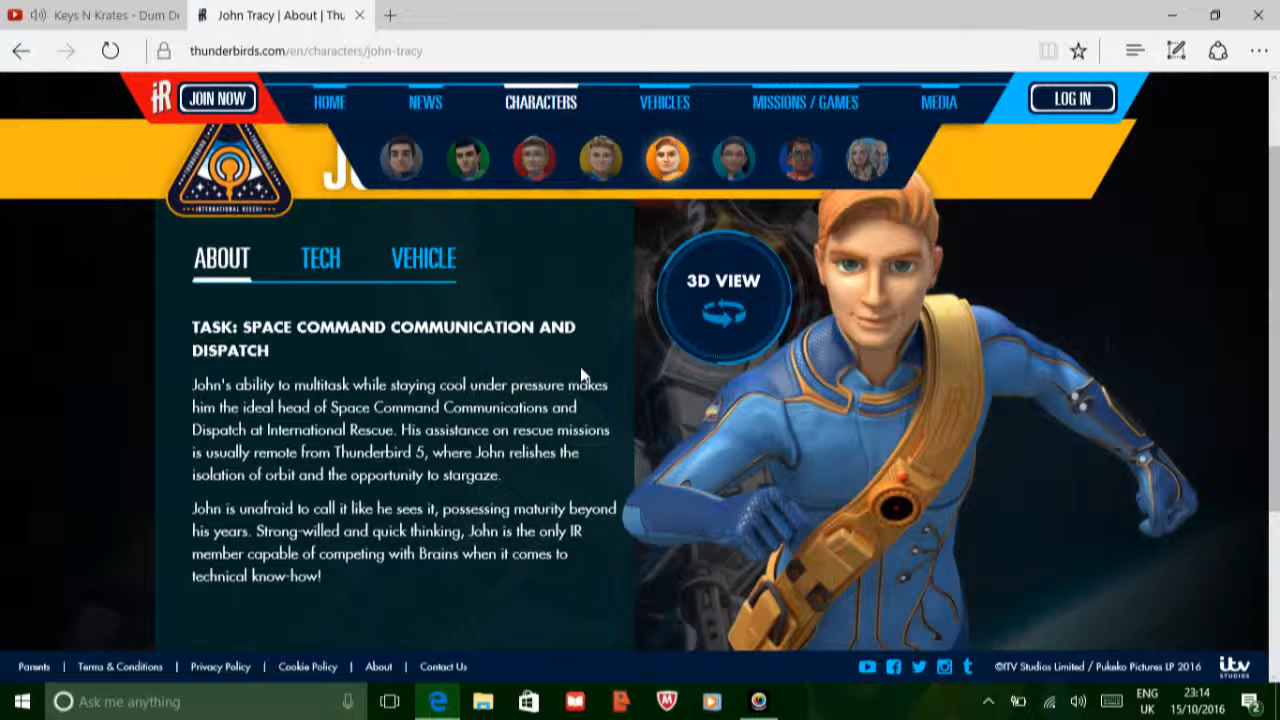 Keys N Krates - Dum De
John Tracy | About | Thu
thunderbirds.com/en/characters/john-tracy
iR
JOIN NOW
HOME
NEWS
CHARACTERS
VEHICLES
MISSIONS / GAMES
MEDIA
LOG IN
JO
THUNDERBIRD
INTERNATIONAL RESCUE
ABOUT
TECH
VEHICLE
3D VIEW
TASK: SPACE COMMAND COMMUNICATION AND
DISPATCH
John's ability to multitask while staying cool under pressure makes
him the ideal head of Space Command Communications and
Dispatch at International Rescue. His assistance on rescue missions
is usually remote from Thunderbird 5, where John relishes the
isolation of orbit and the opportunity to stargaze.
John is unafraid to call it like he sees it, possessing maturity beyond
his years. Strong-willed and quick thinking, John is the only IR
member capable of competing with Brains when it comes to
technical know-how!
Parents | Terms & Conditions | Privacy Policy | Cookie Policy | About | Contact Us
©ITV Studios Limited / Pukeko Pictures LP 2016
itv
STUDIOS
Ask me anything
ENG
UK
23:14
15/10/2016
2